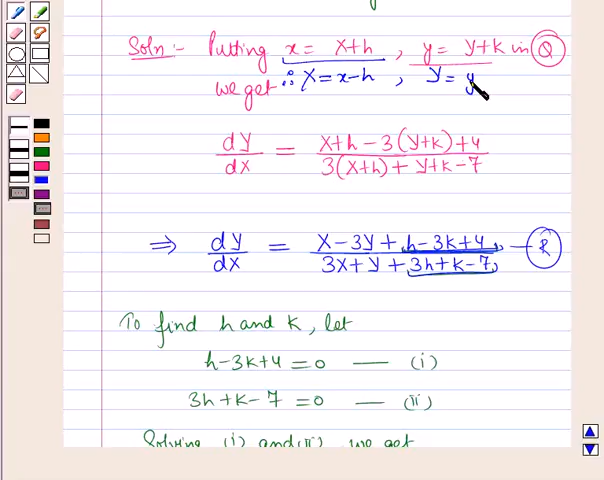 Soln :- Putting x = X+h , y = Y+k in Q
we get ∴ X = x-h , Y = y
dY/dX = X+h-3(Y+k)+4 / 3(X+h)+Y+k-7
⇒ dY/dX = X-3Y+h-3k+4 / 3X+Y+3h+k-7 — R
To find h and k, let
h-3k+4 = 0 — (i)
3h+k-7 = 0 — (ii)
Solving (i) and (ii), we get